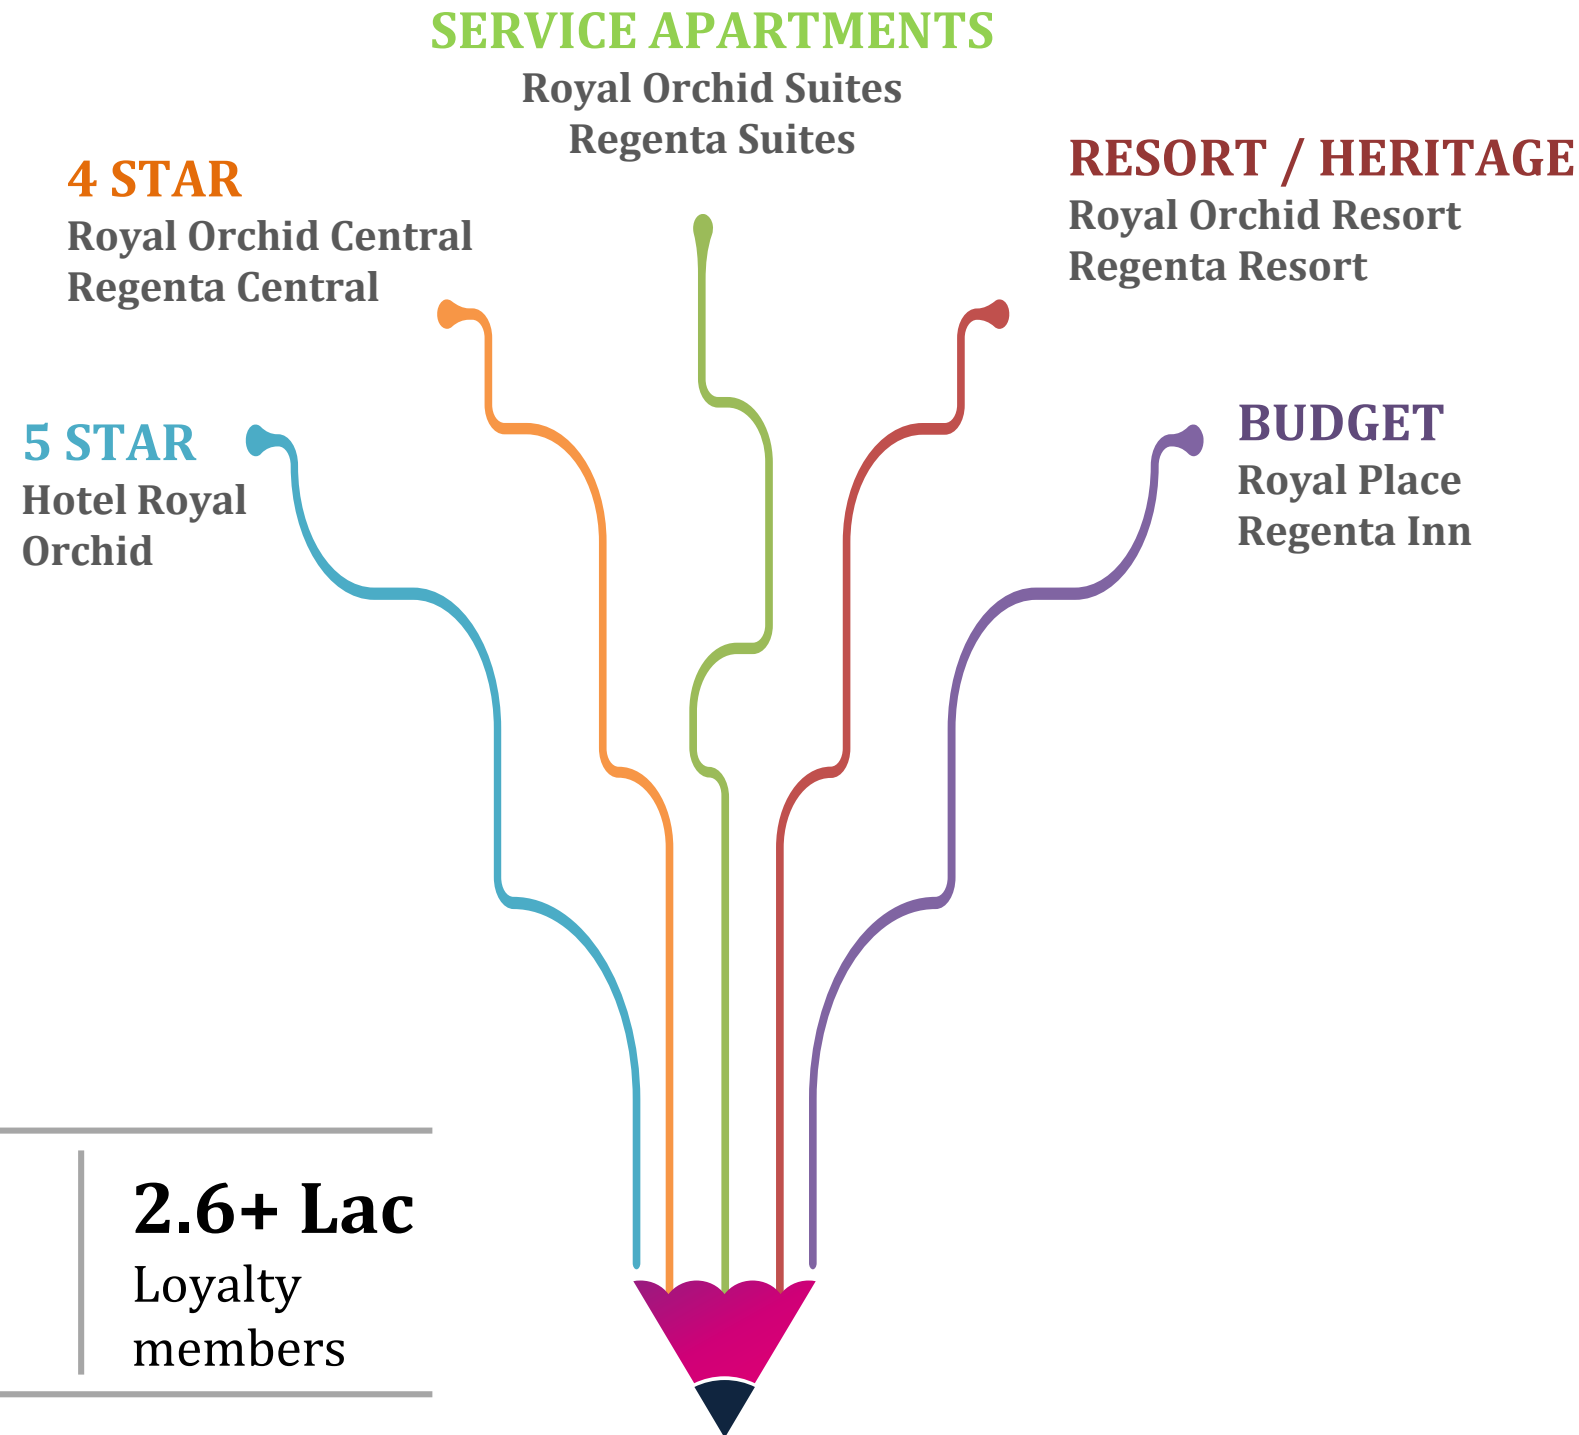 SERVICE APARTMENTS
Royal Orchid Suites
Regenta Suites
4 STAR
Royal Orchid Central
Regenta Central
RESORT / HERITAGE
Royal Orchid Resort
Regenta Resort
5 STAR
Hotel Royal
Orchid
BUDGET
Royal Place
Regenta Inn
2.6+ Lac
Loyalty
members